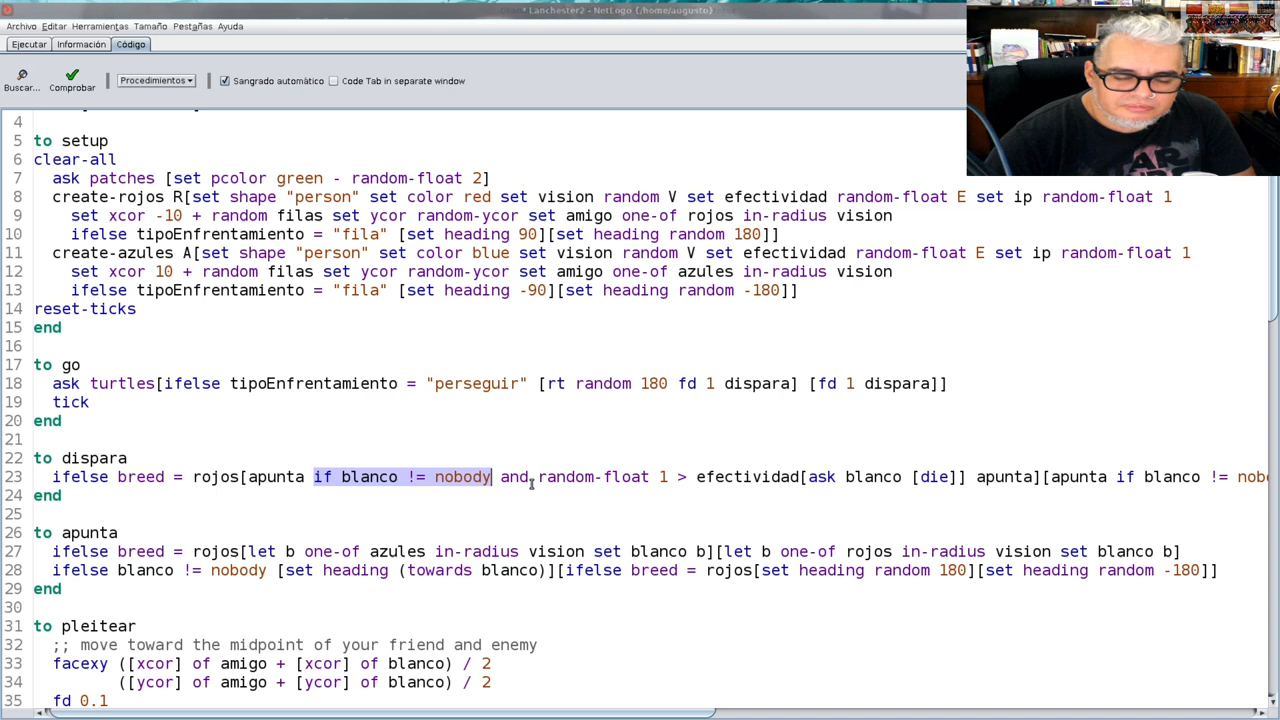 * Lanchester2 - NetLogo {/home/augusto}
Archivo Editar Herramientas Tamaño Pestañas Ayuda
Ejecutar Información Código
Buscar... Comprobar Procedimientos Sangrado automático Code Tab in separate window
4
5 to setup
6 clear-all
7 ask patches [set pcolor green - random-float 2]
8 create-rojos R[set shape "person" set color red set vision random V set efectividad random-float E set ip random-float 1
9 set xcor -10 + random filas set ycor random-ycor set amigo one-of rojos in-radius vision
10 ifelse tipoEnfrentamiento = "fila" [set heading 90][set heading random 180]]
11 create-azules A[set shape "person" set color blue set vision random V set efectividad random-float E set ip random-float 1
12 set xcor 10 + random filas set ycor random-ycor set amigo one-of azules in-radius vision
13 ifelse tipoEnfrentamiento = "fila" [set heading -90][set heading random -180]]
14 reset-ticks
15 end
16
17 to go
18 ask turtles[ifelse tipoEnfrentamiento = "perseguir" [rt random 180 fd 1 dispara] [fd 1 dispara]]
19 tick
20 end
21
22 to dispara
23 ifelse breed = rojos[apunta if blanco != nobody and random-float 1 > efectividad[ask blanco [die]] apunta][apunta if blanco != nobo
24 end
25
26 to apunta
27 ifelse breed = rojos[let b one-of azules in-radius vision set blanco b][let b one-of rojos in-radius vision set blanco b]
28 ifelse blanco != nobody [set heading (towards blanco)][ifelse breed = rojos[set heading random 180][set heading random -180]]
29 end
30
31 to pleitear
32 ;; move toward the midpoint of your friend and enemy
33 facexy ([xcor] of amigo + [xcor] of blanco) / 2
34 ([ycor] of amigo + [ycor] of blanco) / 2
35 fd 0.1